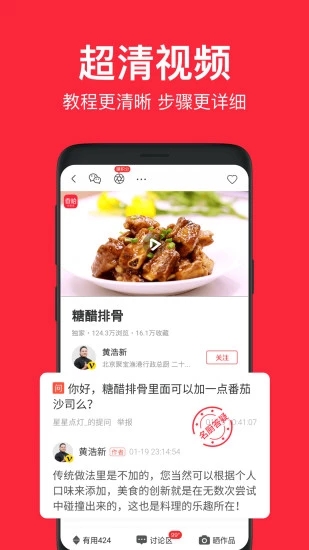 超清视频
教程更清晰 步骤更详细
糖醋排骨
独家・124.3万浏览・16.1万收藏
黄浩新
北京聚宝源港行政总厨 二十...
关注
问 你好,糖醋排骨里面可以加一点番茄
沙司么?
星星点灯_的提问 举报
41:07
名厨答疑
黄浩新 作者 01-19 23:14:54
传统做法里是不加的,您当然可以根据个人
口味来添加,美食的创新就是在无数次尝试
中碰撞出来的,这也是料理的乐趣所在!
有用424
讨论区
99+
晒作品